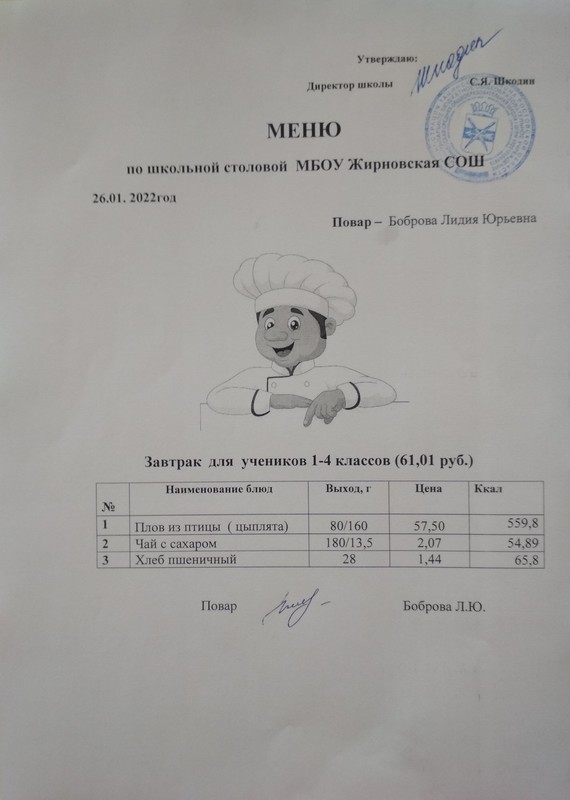 Утверждаю:
Директор школы С.Я. Шкодин
МЕНЮ
по школьной столовой МБОУ Жирновская СОШ
26.01. 2022год
Повар – Боброва Лидия Юрьевна
Завтрак для учеников 1-4 классов (61,01 руб.)
№ Наименование блюд Выход, г Цена Ккал
1 Плов из птицы ( цыплята) 80/160 57,50 559,8
2 Чай с сахаром 180/13,5 2,07 54,89
3 Хлеб пшеничный 28 1,44 65,8
Повар Боброва Л.Ю.